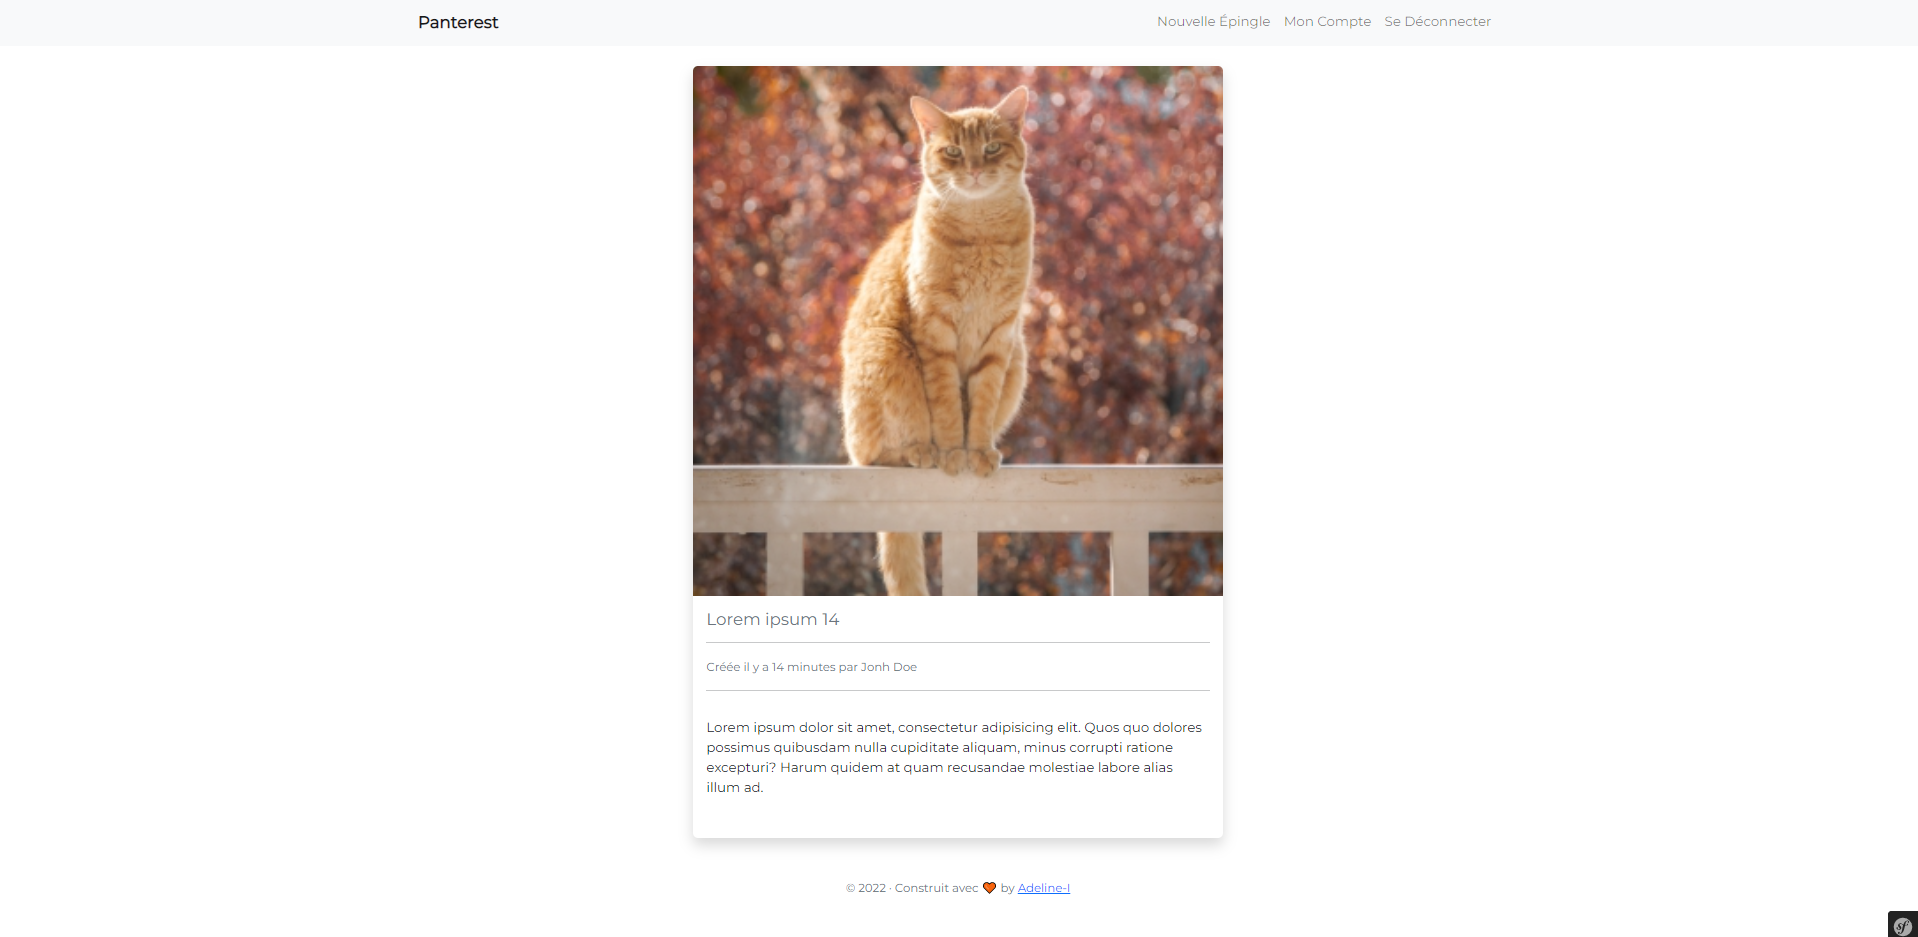 Panterest
Nouvelle Épingle Mon Compte Se Déconnecter
Lorem ipsum 14
Créée il y a 14 minutes par Jonh Doe
Lorem ipsum dolor sit amet, consectetur adipisicing elit. Quos quo dolores
possimus quibusdam nulla cupiditate aliquam, minus corrupti ratione
excepturi? Harum quidem at quam recusandae molestiae labore alias
illum ad.
© 2022 · Construit avec 🧡 by Adeline-I
sf